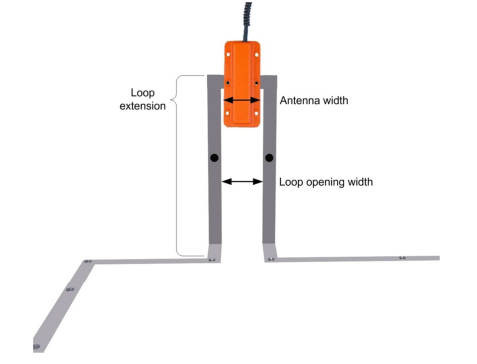 Loop
extension
Antenna width
Loop opening width